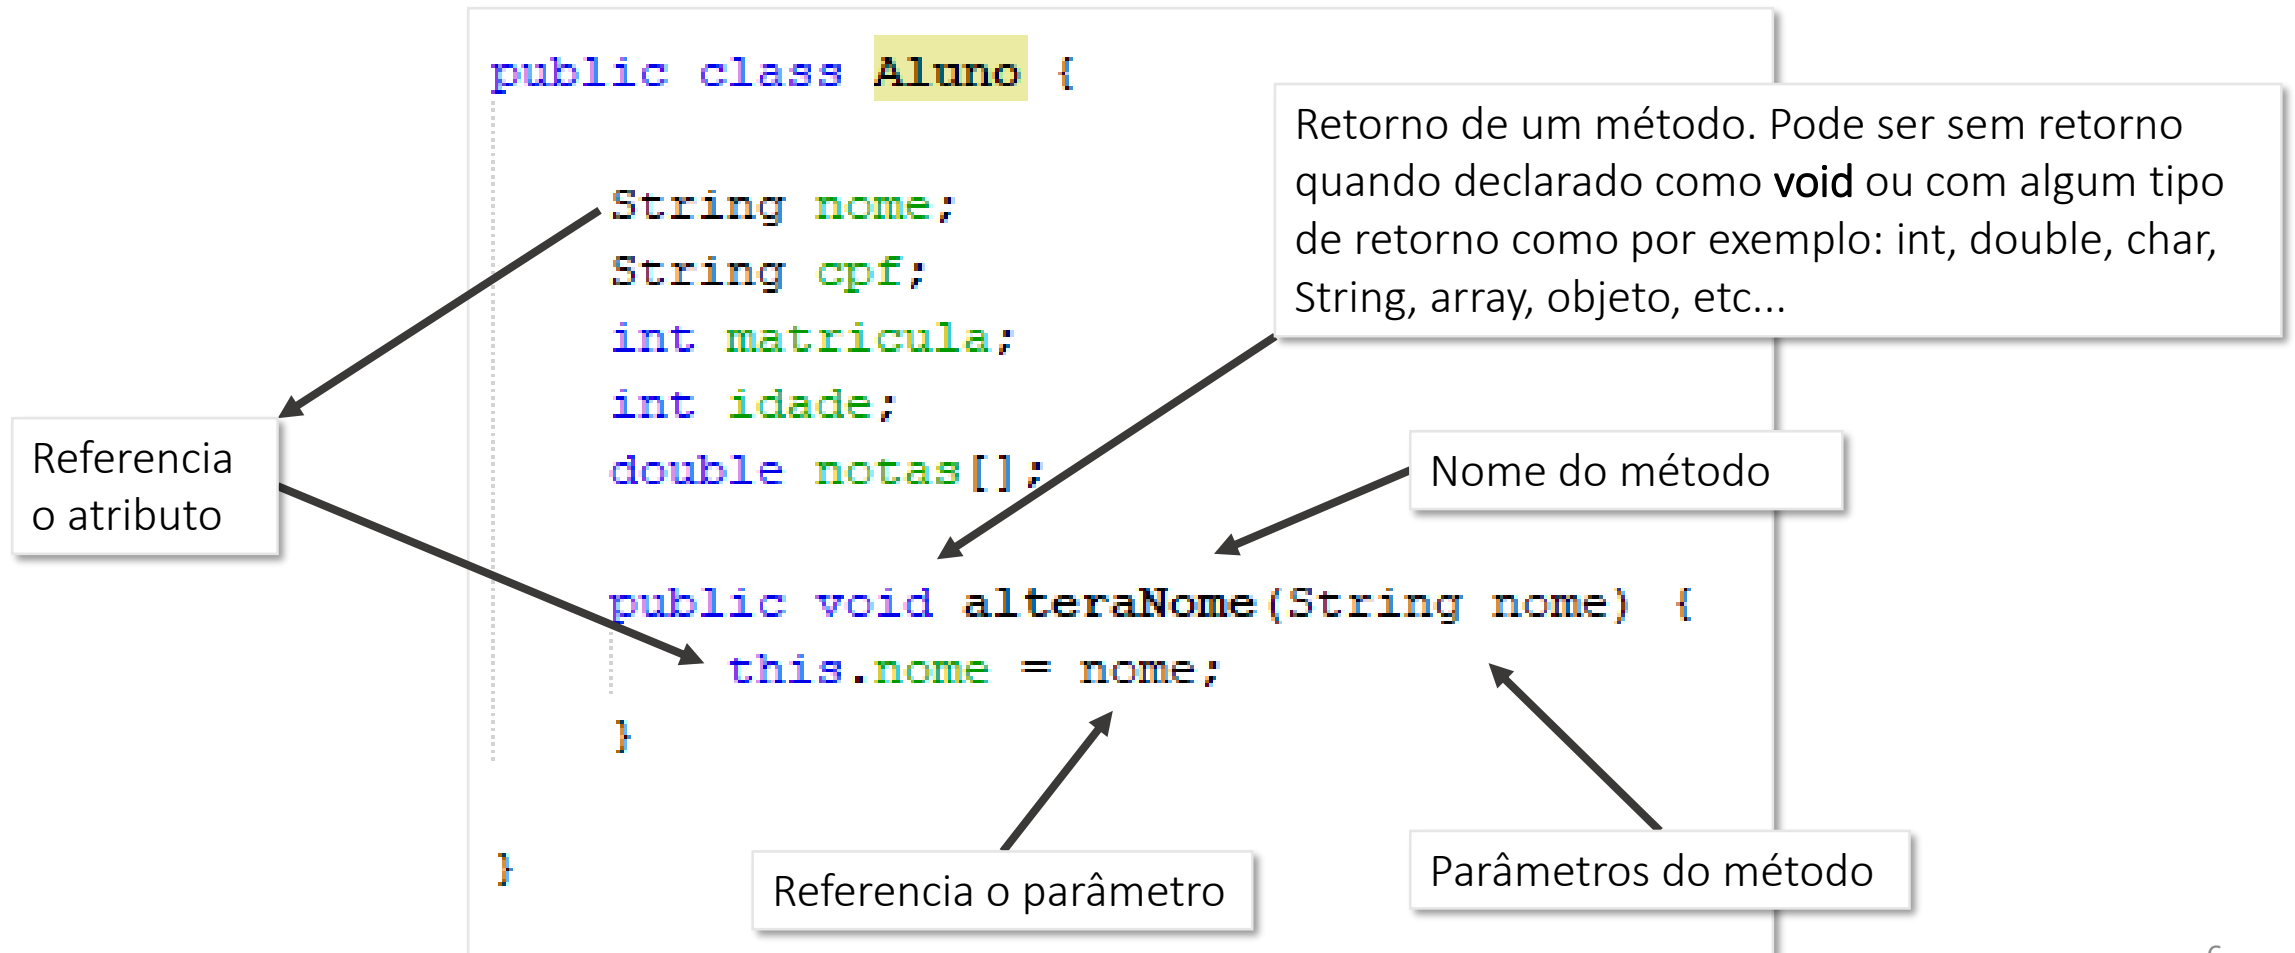 public class Aluno {
Retorno de um método. Pode ser sem retorno
quando declarado como void ou com algum tipo
de retorno como por exemplo: int, double, char,
String, array, objeto, etc...
String nome;
String cpf;
int matricula;
int idade;
double notas[];
Referencia
o atributo
Nome do método
public void alteraNome(String nome) {
this.nome = nome;
}
}
Referencia o parâmetro
Parâmetros do método